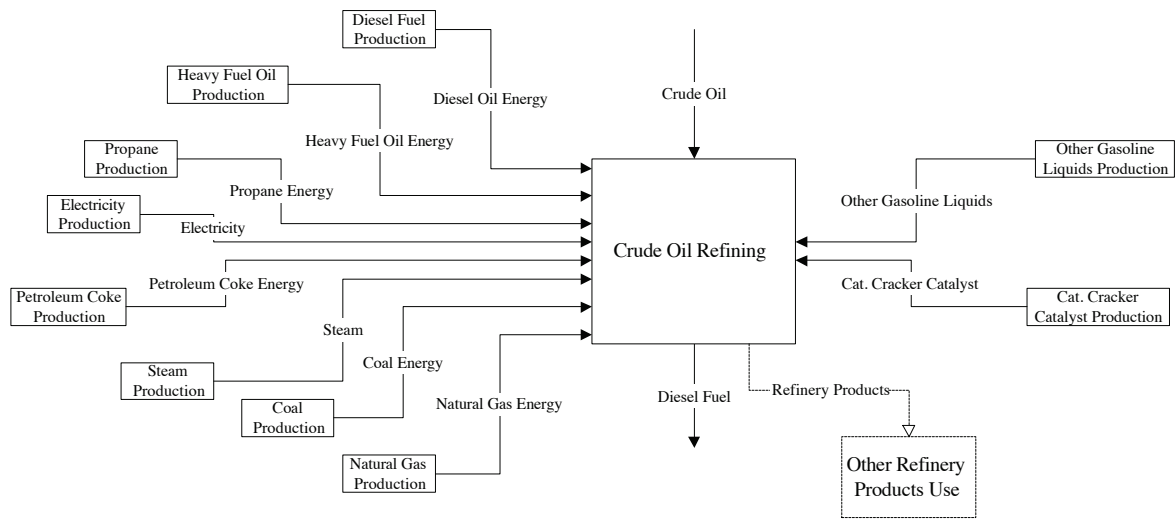 Diesel Fuel
Production
Heavy Fuel Oil
Production
Diesel Oil Energy
Crude Oil
Heavy Fuel Oil Energy
Propane
Production
Other Gasoline
Liquids Production
Propane Energy
Electricity
Production
Electricity
Other Gasoline Liquids
Crude Oil Refining
Petroleum Coke Energy
Cat. Cracker Catalyst
Petroleum Coke
Production
Cat. Cracker
Catalyst Production
Steam
Coal Energy
Steam
Production
Natural Gas Energy
Diesel Fuel
Refinery Products
Coal
Production
Natural Gas
Production
Other Refinery
Products Use